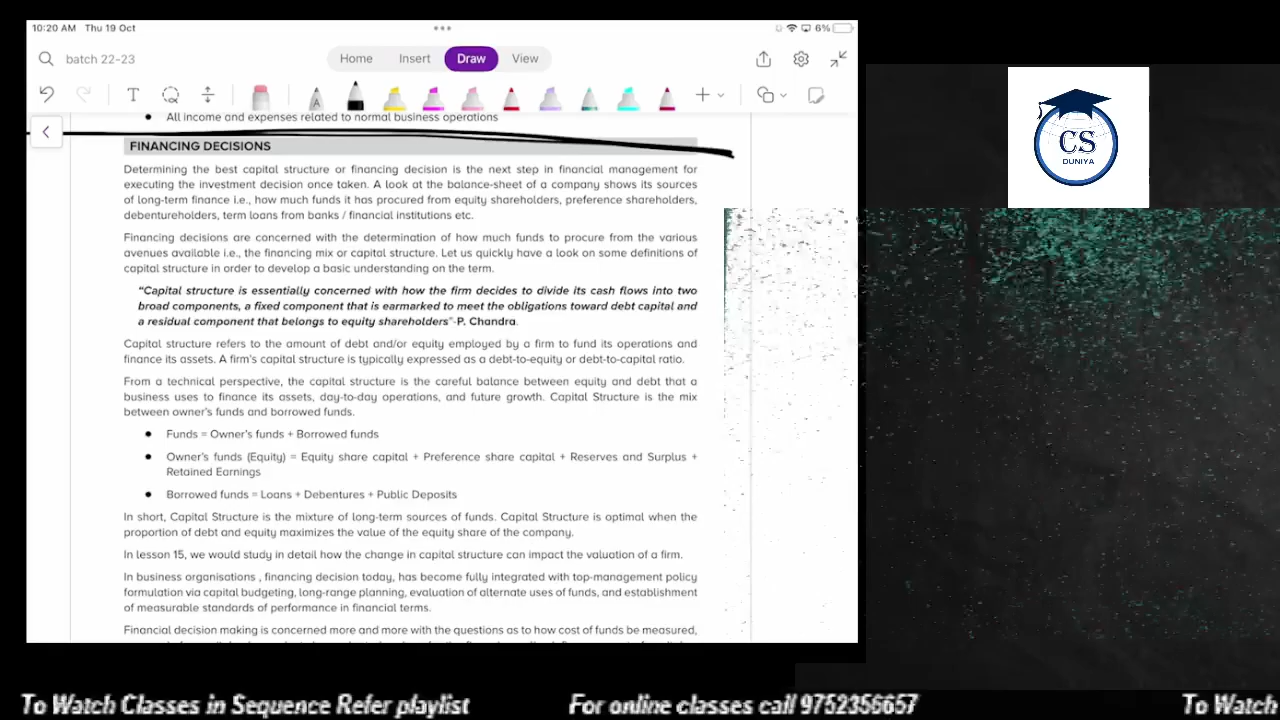 10:20 AM Thu 19 Oct
6%
batch 22-23
Home Insert Draw View
T
A
All income and expenses related to normal business operations
FINANCING DECISIONS
Determining the best capital structure or financing decision is the next step in financial management for
executing the investment decision once taken. A look at the balance-sheet of a company shows its sources
of long-term finance i.e., how much funds it has procured from equity shareholders, preference shareholders,
debentureholders, term loans from banks / financial institutions etc.
Financing decisions are concerned with the determination of how much funds to procure from the various
avenues available i.e., the financing mix or capital structure. Let us quickly have a look on some definitions of
capital structure in order to develop a basic understanding on the term.
"Capital structure is essentially concerned with how the firm decides to divide its cash flows into two
broad components, a fixed component that is earmarked to meet the obligations toward debt capital and
a residual component that belongs to equity shareholders"-P. Chandra.
Capital structure refers to the amount of debt and/or equity employed by a firm to fund its operations and
finance its assets. A firm's capital structure is typically expressed as a debt-to-equity or debt-to-capital ratio.
From a technical perspective, the capital structure is the careful balance between equity and debt that a
business uses to finance its assets, day-to-day operations, and future growth. Capital Structure is the mix
between owner's funds and borrowed funds.
Funds = Owner's funds + Borrowed funds
Owner's funds (Equity) = Equity share capital + Preference share capital + Reserves and Surplus +
Retained Earnings
Borrowed funds = Loans + Debentures + Public Deposits
In short, Capital Structure is the mixture of long-term sources of funds. Capital Structure is optimal when the
proportion of debt and equity maximizes the value of the equity share of the company.
In lesson 15, we would study in detail how the change in capital structure can impact the valuation of a firm.
In business organisations , financing decision today, has become fully integrated with top-management policy
formulation via capital budgeting, long-range planning, evaluation of alternate uses of funds, and establishment
of measurable standards of performance in financial terms.
Financial decision making is concerned more and more with the questions as to how cost of funds be measured,
CS
DUNIYA
To Watch Classes in Sequence Refer playlist
For online classes call 9752356657
To Watch